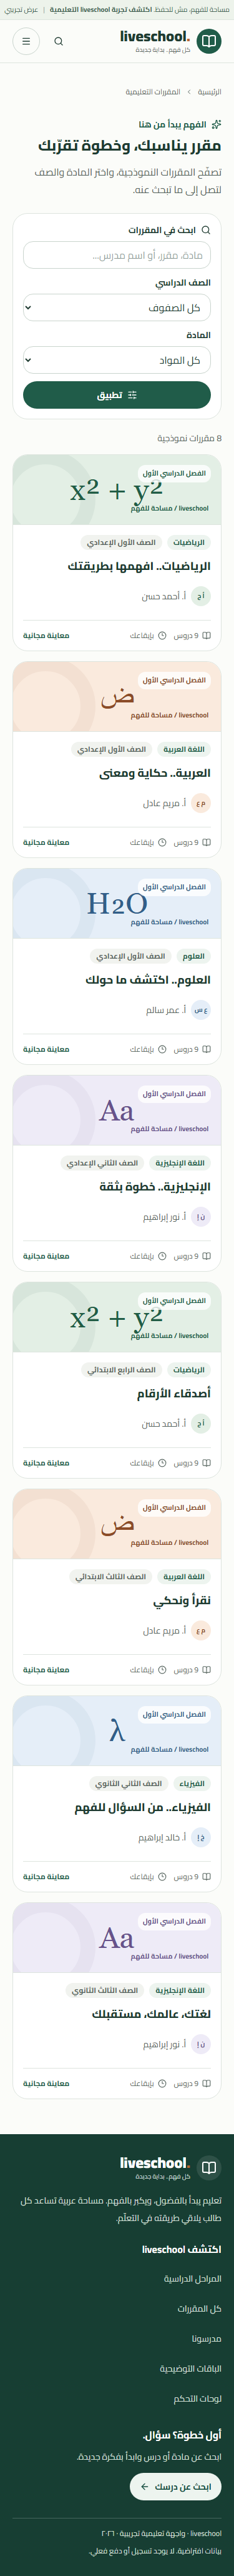 مساحة للفهم، مش للحفظ. اكتشف تجربة liveschool التعليمية | عرض تجريبي
liveschool.
كل فهم.. بداية جديدة
الرئيسية › المقررات التعليمية
الفهم يبدأ من هنا
مقرر يناسبك، وخطوة تقرّبك
تصفّح المقررات النموذجية، واختر المادة والصف
لتصل إلى ما تبحث عنه.
ابحث في المقررات
مادة، مقرر، أو اسم مدرس...
الصف الدراسي
كل الصفوف
المادة
كل المواد
تطبيق
8 مقررات نموذجية
الفصل الدراسي الأول
x² + y²
liveschool / مساحة للفهم
الرياضيات
الصف الأول الإعدادي
الرياضيات.. افهمها بطريقتك
أ ح
أ. أحمد حسن
9 دروس
بإيقاعك
معاينة مجانية
الفصل الدراسي الأول
ض
liveschool / مساحة للفهم
اللغة العربية
الصف الأول الإعدادي
العربية.. حكاية ومعنى
م ع
أ. مريم عادل
9 دروس
بإيقاعك
معاينة مجانية
الفصل الدراسي الأول
H2O
liveschool / مساحة للفهم
العلوم
الصف الأول الإعدادي
العلوم.. اكتشف ما حولك
ع س
أ. عمر سالم
9 دروس
بإيقاعك
معاينة مجانية
الفصل الدراسي الأول
Aa
liveschool / مساحة للفهم
اللغة الإنجليزية
الصف الثاني الإعدادي
الإنجليزية.. خطوة بثقة
ن إ
أ. نور إبراهيم
9 دروس
بإيقاعك
معاينة مجانية
الفصل الدراسي الأول
x² + y²
liveschool / مساحة للفهم
الرياضيات
الصف الرابع الابتدائي
أصدقاء الأرقام
أ ح
أ. أحمد حسن
9 دروس
بإيقاعك
معاينة مجانية
الفصل الدراسي الأول
ض
liveschool / مساحة للفهم
اللغة العربية
الصف الثالث الابتدائي
نقرأ ونحكي
م ع
أ. مريم عادل
9 دروس
بإيقاعك
معاينة مجانية
الفصل الدراسي الأول
λ
liveschool / مساحة للفهم
الفيزياء
الصف الثاني الثانوي
الفيزياء.. من السؤال للفهم
خ إ
أ. خالد إبراهيم
9 دروس
بإيقاعك
معاينة مجانية
الفصل الدراسي الأول
Aa
liveschool / مساحة للفهم
اللغة الإنجليزية
الصف الثالث الثانوي
لغتك، عالمك، مستقبلك
ن إ
أ. نور إبراهيم
9 دروس
بإيقاعك
معاينة مجانية
liveschool.
كل فهم.. بداية جديدة
تعليم يبدأ بالفضول، ويكبر بالفهم. مساحة عربية تساعد كل
طالب يلاقي طريقته في التعلّم.
اكتشف liveschool
المراحل الدراسية
كل المقررات
مدرسونا
الباقات التوضيحية
لوحات التحكم
أول خطوة؟ سؤال.
ابحث عن مادة أو درس وابدأ بفكرة جديدة.
ابحث عن درسك ←
liveschool · واجهة تعليمية تجريبية · ٢٠٢٦
بيانات افتراضية. لا يوجد تسجيل أو دفع فعلي.